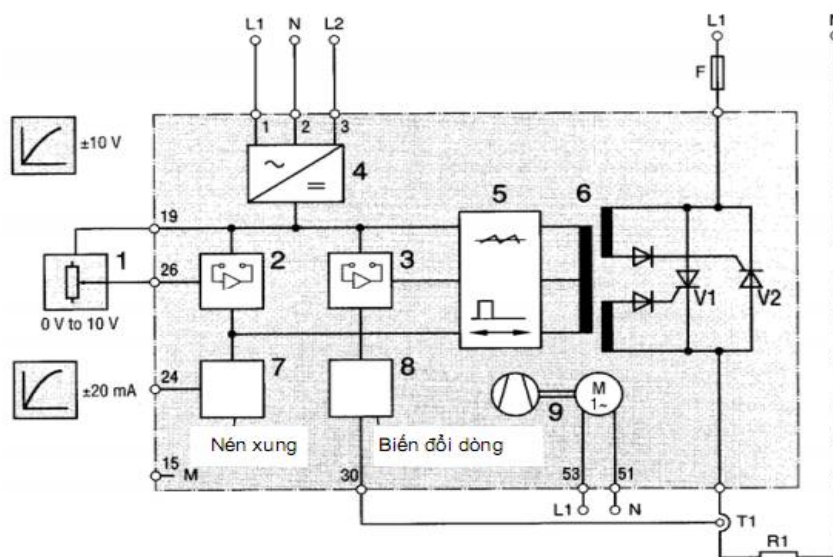 L1 N L2 L1
F
1 2 3
±10 V
4
5 6
19
1 26 2 3
V1 V2
0 V to 10 V
7 8
24
±20 mA
M
1~
9
Nén xung Biến đổi dòng
15 M 30 53 51
L1 N
T1
R1